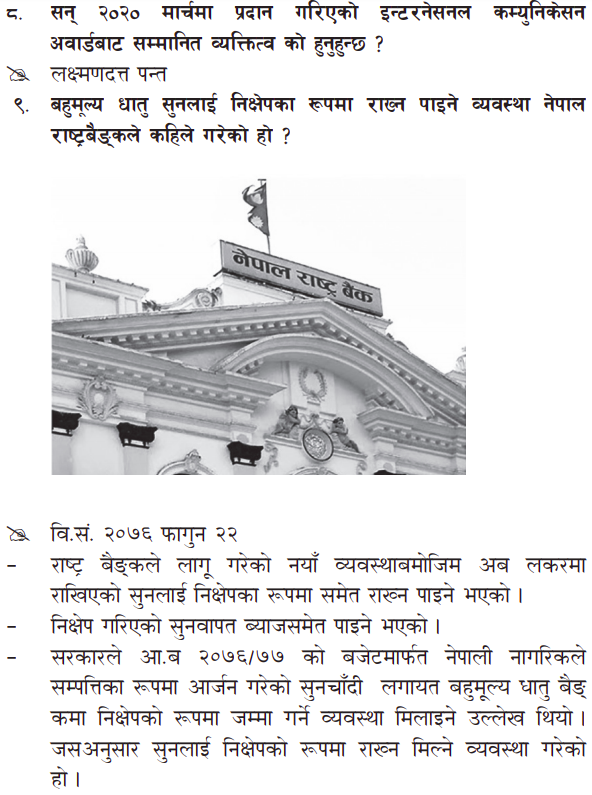 ८. सन् २०२० मार्चमा प्रदान गरिएको इन्टरनेसनल कम्युनिकेसन
अवार्डबाट सम्मानित व्यक्तित्व को हुनुहुन्छ ?
लक्ष्मणदत्त पन्त
९. बहुमूल्य धातु सुनलाई निक्षेपका रूपमा राख्न पाइने व्यवस्था नेपाल
राष्ट्रबैङ्कले कहिले गरेको हो ?
नेपाल राष्ट्र बैंक
वि.सं. २०७६ फागुन २२
- राष्ट्र बैङ्कले लागू गरेको नयाँ व्यवस्थाबमोजिम अब लकरमा
राखिएको सुनलाई निक्षेपका रूपमा समेत राख्न पाइने भएको ।
- निक्षेप गरिएको सुनवापत ब्याजसमेत पाइने भएको ।
- सरकारले आ.ब २०७६/७७ को बजेटमार्फत नेपाली नागरिकले
सम्पत्तिका रूपमा आर्जन गरेको सुनचाँदी लगायत बहुमूल्य धातु बैङ्
कमा निक्षेपको रूपमा जम्मा गर्ने व्यवस्था मिलाइने उल्लेख थियो ।
जसअनुसार सुनलाई निक्षेपको रूपमा राख्न मिल्ने व्यवस्था गरेको
हो ।